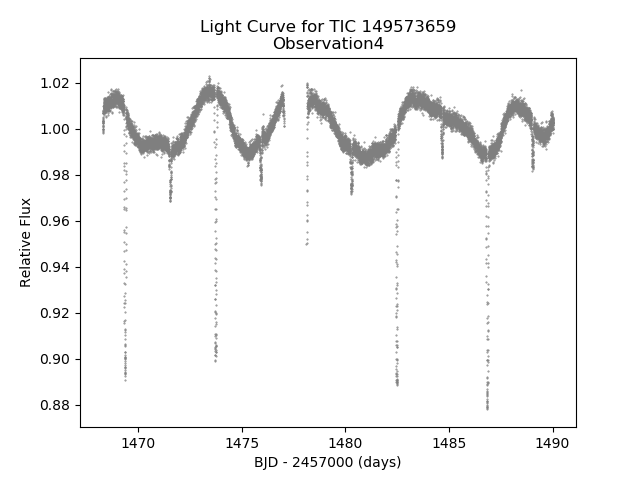 Light Curve for TIC 149573659
Observation4
1.02
1.00
0.98
0.96
0.94
0.92
0.90
0.88
Relative Flux
1470 1475 1480 1485 1490
BJD - 2457000 (days)